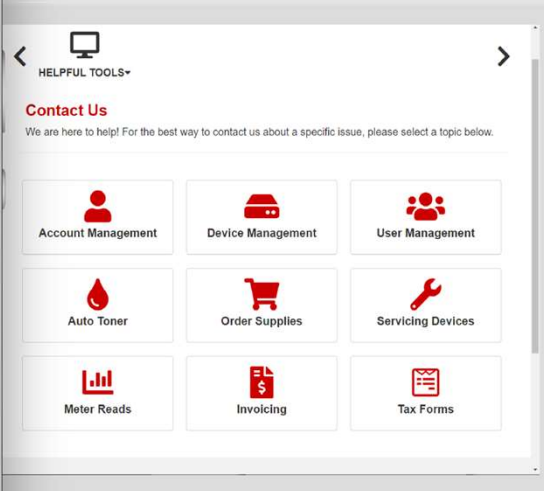 HELPFUL TOOLS
Contact Us
We are here to help! For the best way to contact us about a specific issue, please select a topic below.
Account Management
Device Management
User Management
Auto Toner
Order Supplies
Servicing Devices
$
Meter Reads
Invoicing
Tax Forms